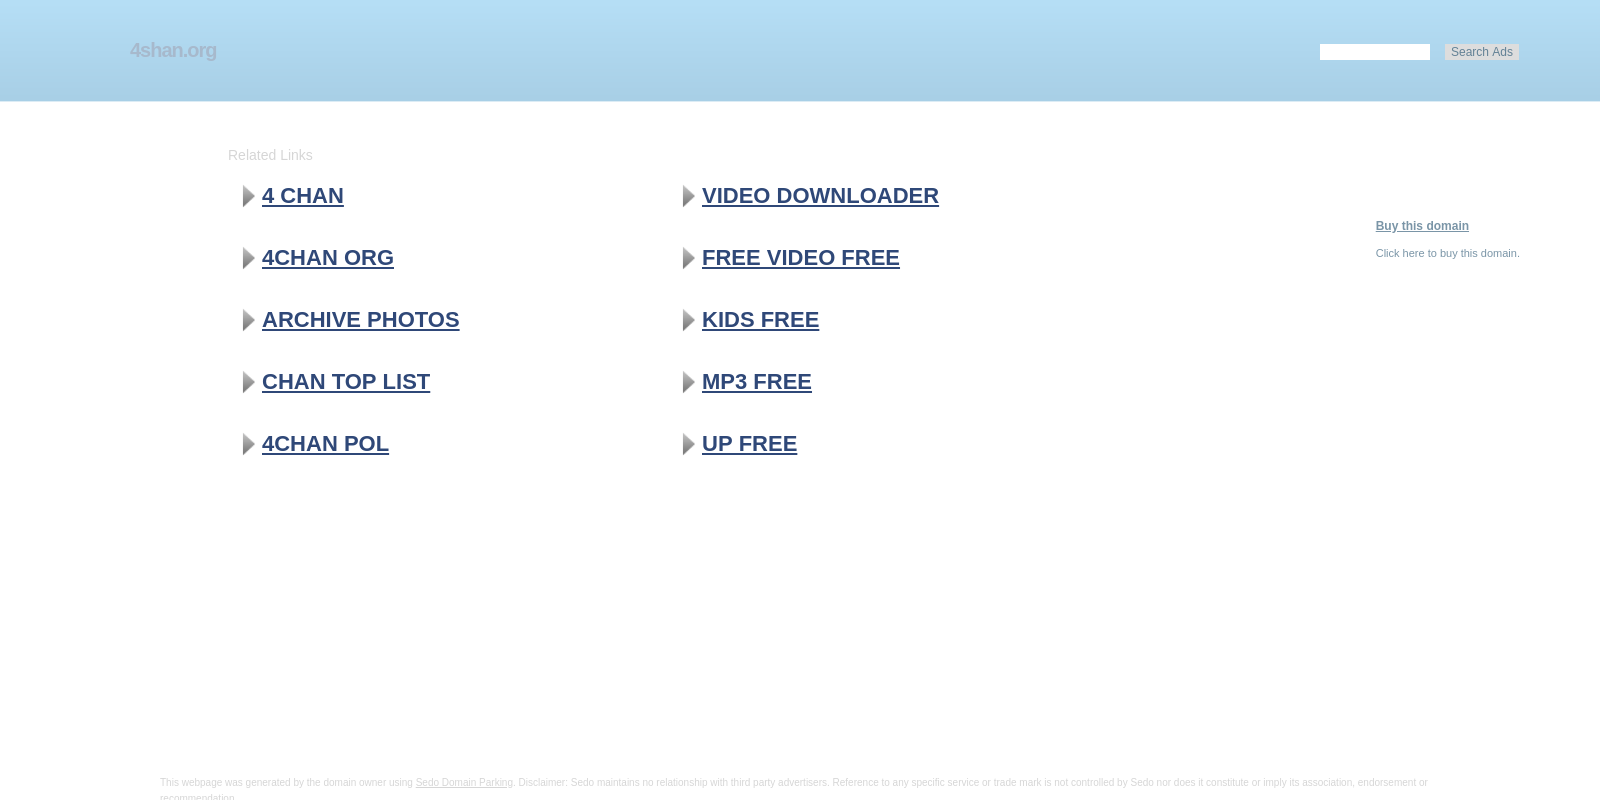 4shan.org
Search Ads
Related Links
4 CHAN
4CHAN ORG
ARCHIVE PHOTOS
CHAN TOP LIST
4CHAN POL
VIDEO DOWNLOADER
FREE VIDEO FREE
KIDS FREE
MP3 FREE
UP FREE
Buy this domain
Click here to buy this domain.
This webpage was generated by the domain owner using Sedo Domain Parking. Disclaimer: Sedo maintains no relationship with third party advertisers. Reference to any specific service or trade mark is not controlled by Sedo nor does it constitute or imply its association, endorsement or
recommendation.